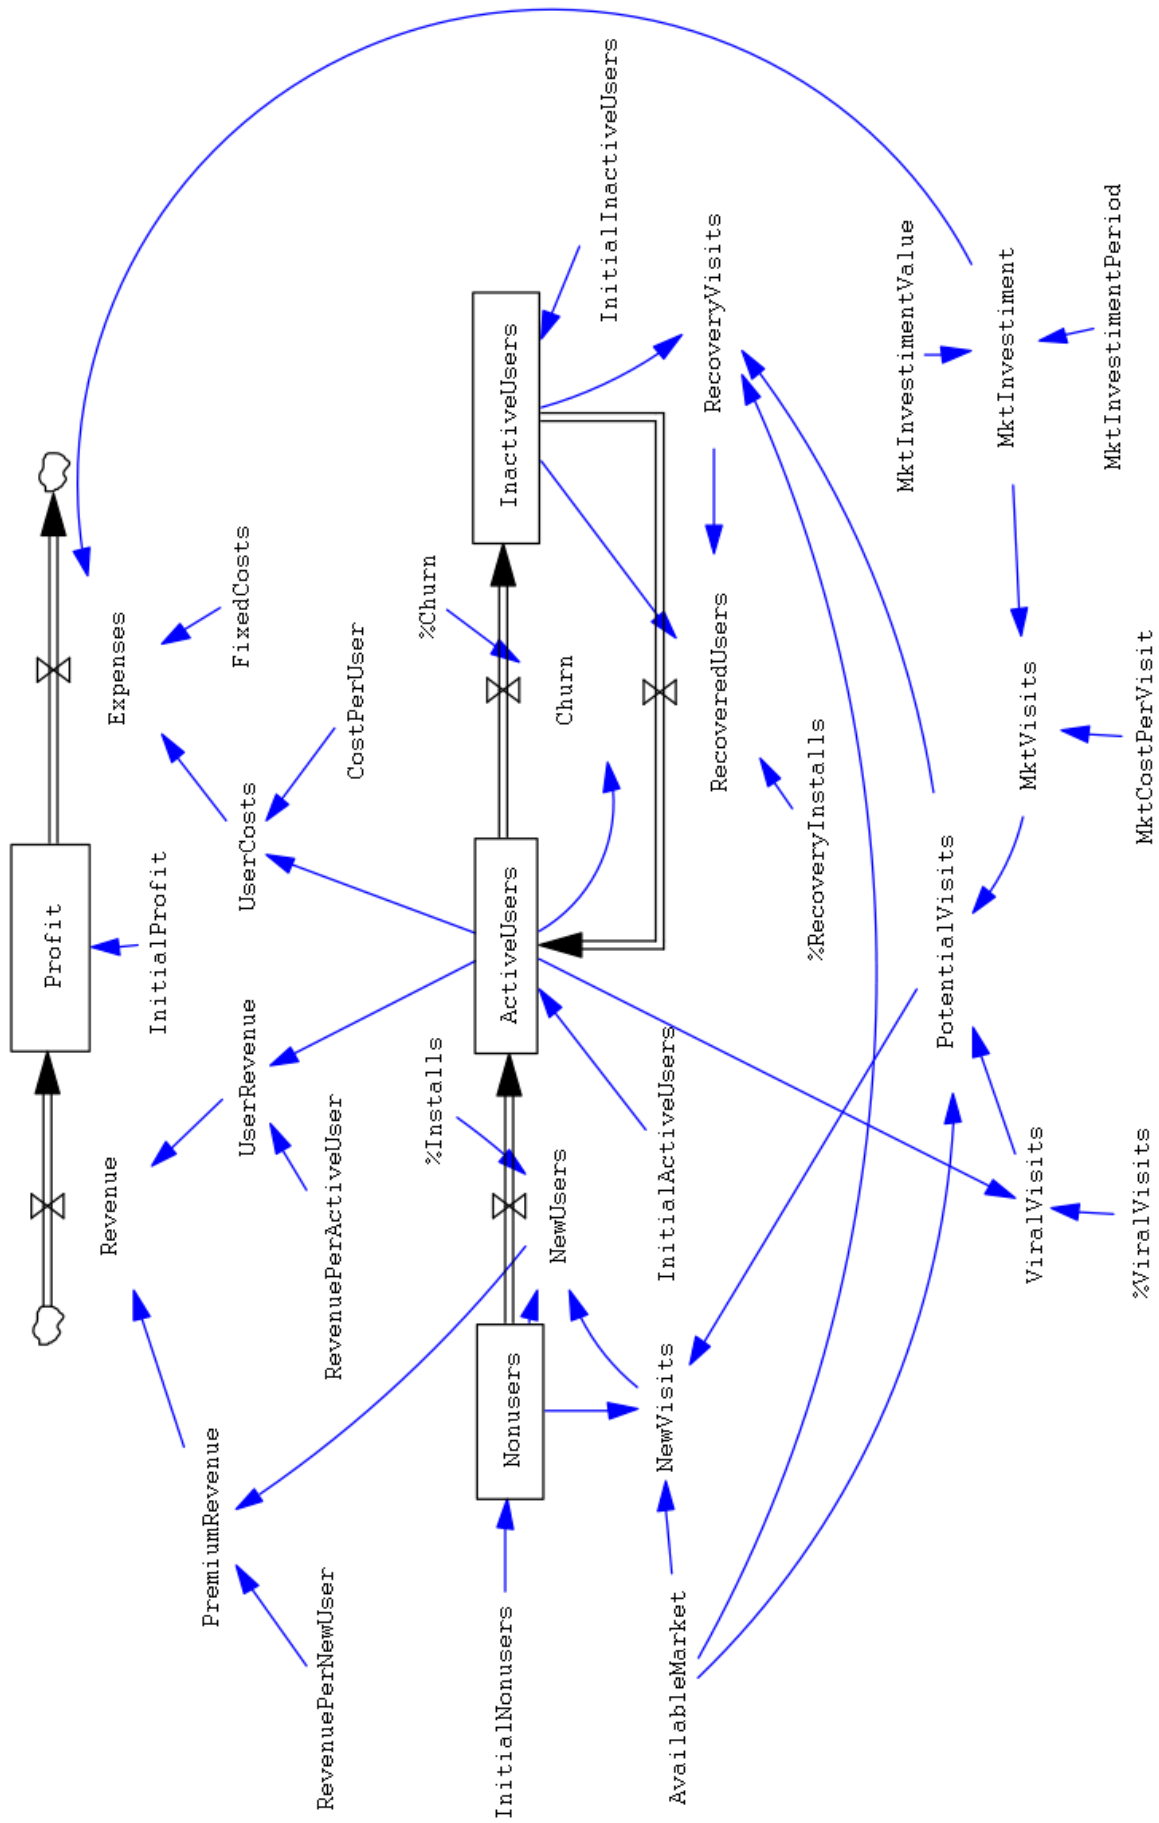 Profit
InitialProfit
Revenue
Expenses
FixedCosts
UserCosts
CostPerUser
UserRevenue
RevenuePerActiveUser
PremiumRevenue
RevenuePerNewUser
InitialNonusers
Nonusers
NewUsers
%Installs
ActiveUsers
InitialActiveUsers
Churn
%Churn
InactiveUsers
InitialInactiveUsers
RecoveredUsers
%RecoveryInstalls
RecoveryVisits
NewVisits
AvailableMarket
PotentialVisits
ViralVisits
%ViralVisits
MktVisits
MktCostPerVisit
MktInvestiment
MktInvestimentValue
MktInvestimentPeriod